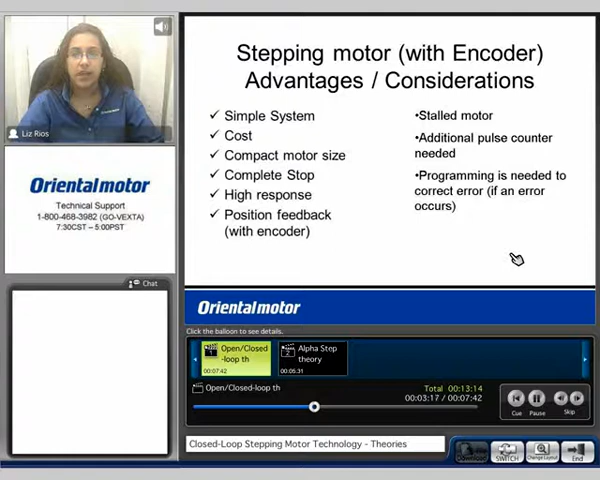 Stepping motor (with Encoder)
Advantages / Considerations
✓ Simple System
✓ Cost
✓ Compact motor size
✓ Complete Stop
✓ High response
✓ Position feedback
(with encoder)
•Stalled motor
•Additional pulse counter
needed
•Programming is needed to
correct error (if an error
occurs)
Liz Rios
Orientalmotor
Technical Support
1-800-468-3982 (GO-VEXTA)
7:30CST – 5:00PST
Chat
Orientalmotor
Click the balloon to see details.
1
Open/Closed
-loop th
00:07:42
2
Alpha Step
theory
00:05:31
Open/Closed-loop th
Total 00:13:14
00:03:17 / 00:07:42
Cue
Pause
Skip
Closed-Loop Stepping Motor Technology - Theories
Download
SWITCH
Change Layout
End